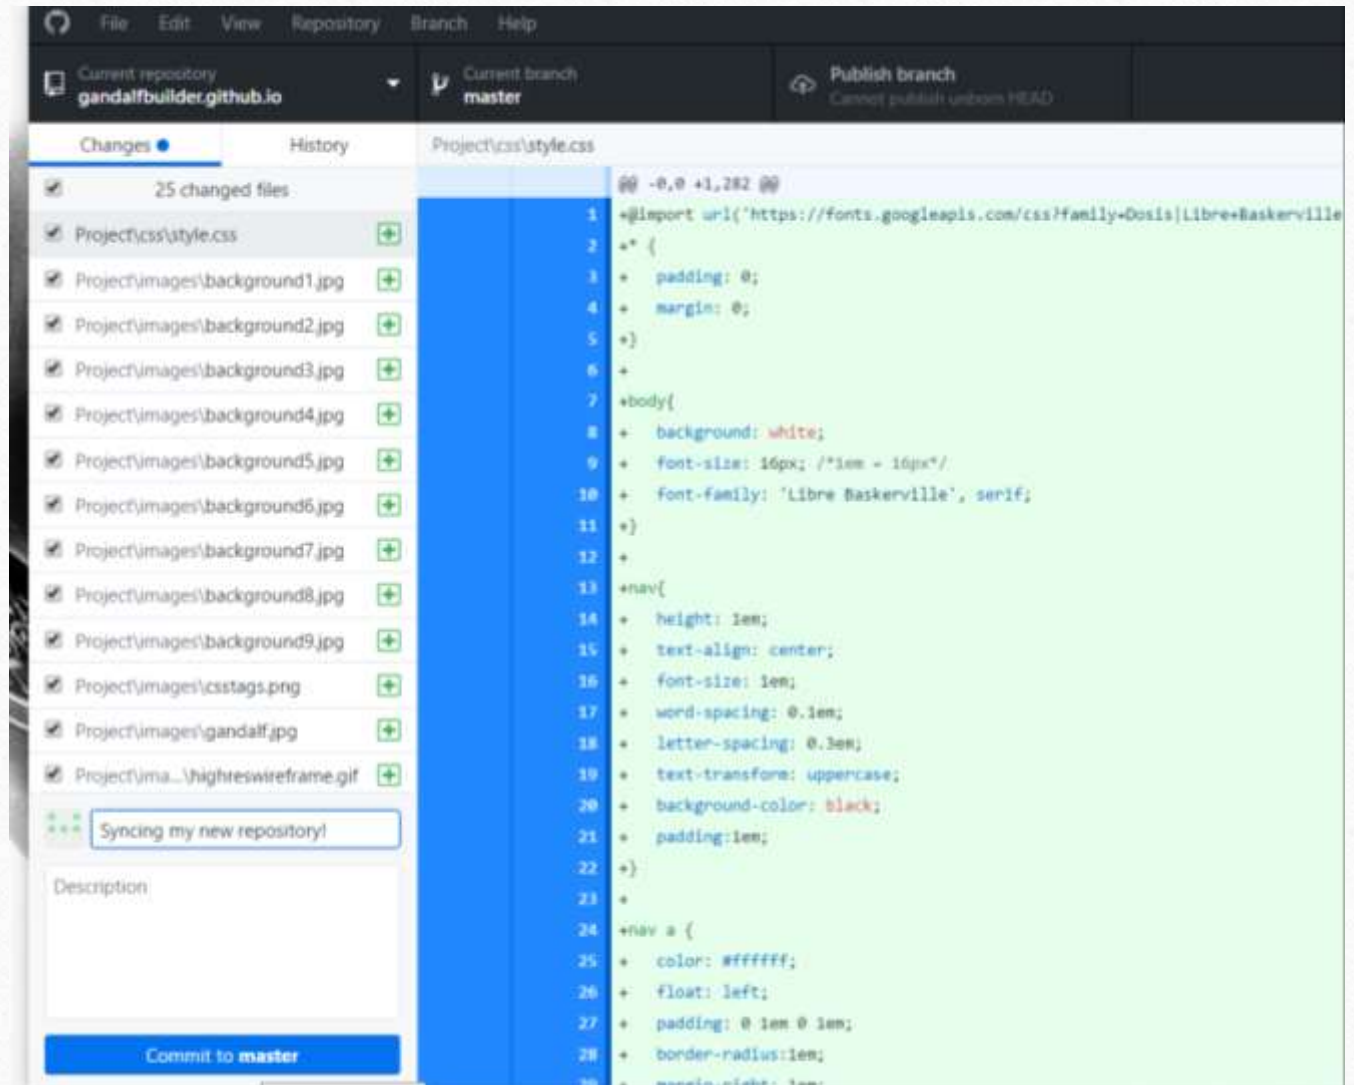 File Edit View Repository Branch Help
Current repository
gandalfbuilder.github.io
Current branch
master
Publish branch
Cannot publish unborn HEAD
Changes
History
Project\css\style.css
25 changed files
Project\css\style.css
Project\images\background1.jpg
Project\images\background2.jpg
Project\images\background3.jpg
Project\images\background4.jpg
Project\images\background5.jpg
Project\images\background6.jpg
Project\images\background7.jpg
Project\images\background8.jpg
Project\images\background9.jpg
Project\images\csstags.png
Project\images\gandalf.jpg
Project\ima...\highreswireframe.gif
Syncing my new repository!
Description
Commit to master
@@ -0,0 +1,282 @@
1 +@import url('https://fonts.googleapis.com/css?family=Dosis|Libre+Baskerville
2 +* {
3 + padding: 0;
4 + margin: 0;
5 +}
6 +
7 +body{
8 + background: white;
9 + font-size: 16px; /*1em = 16px*/
10 + font-family: 'Libre Baskerville', serif;
11 +}
12 +
13 +nav{
14 + height: 1em;
15 + text-align: center;
16 + font-size: 1em;
17 + word-spacing: 0.1em;
18 + letter-spacing: 0.3em;
19 + text-transform: uppercase;
20 + background-color: black;
21 + padding:1em;
22 +}
23 +
24 +nav a {
25 + color: #ffffff;
26 + float: left;
27 + padding: 0 1em 0 1em;
28 + border-radius:1em;